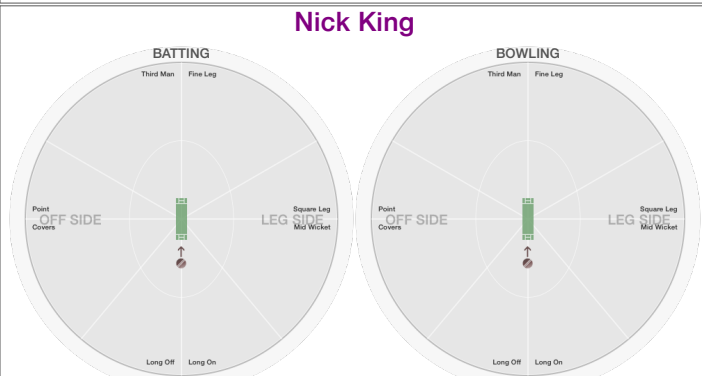 Nick King
BATTING
Third Man Fine Leg
Point
OFF SIDE
Covers
Square Leg
LEG SIDE
Mid Wicket
Long Off Long On
BOWLING
Third Man Fine Leg
Point
OFF SIDE
Covers
Square Leg
LEG SIDE
Mid Wicket
Long Off Long On